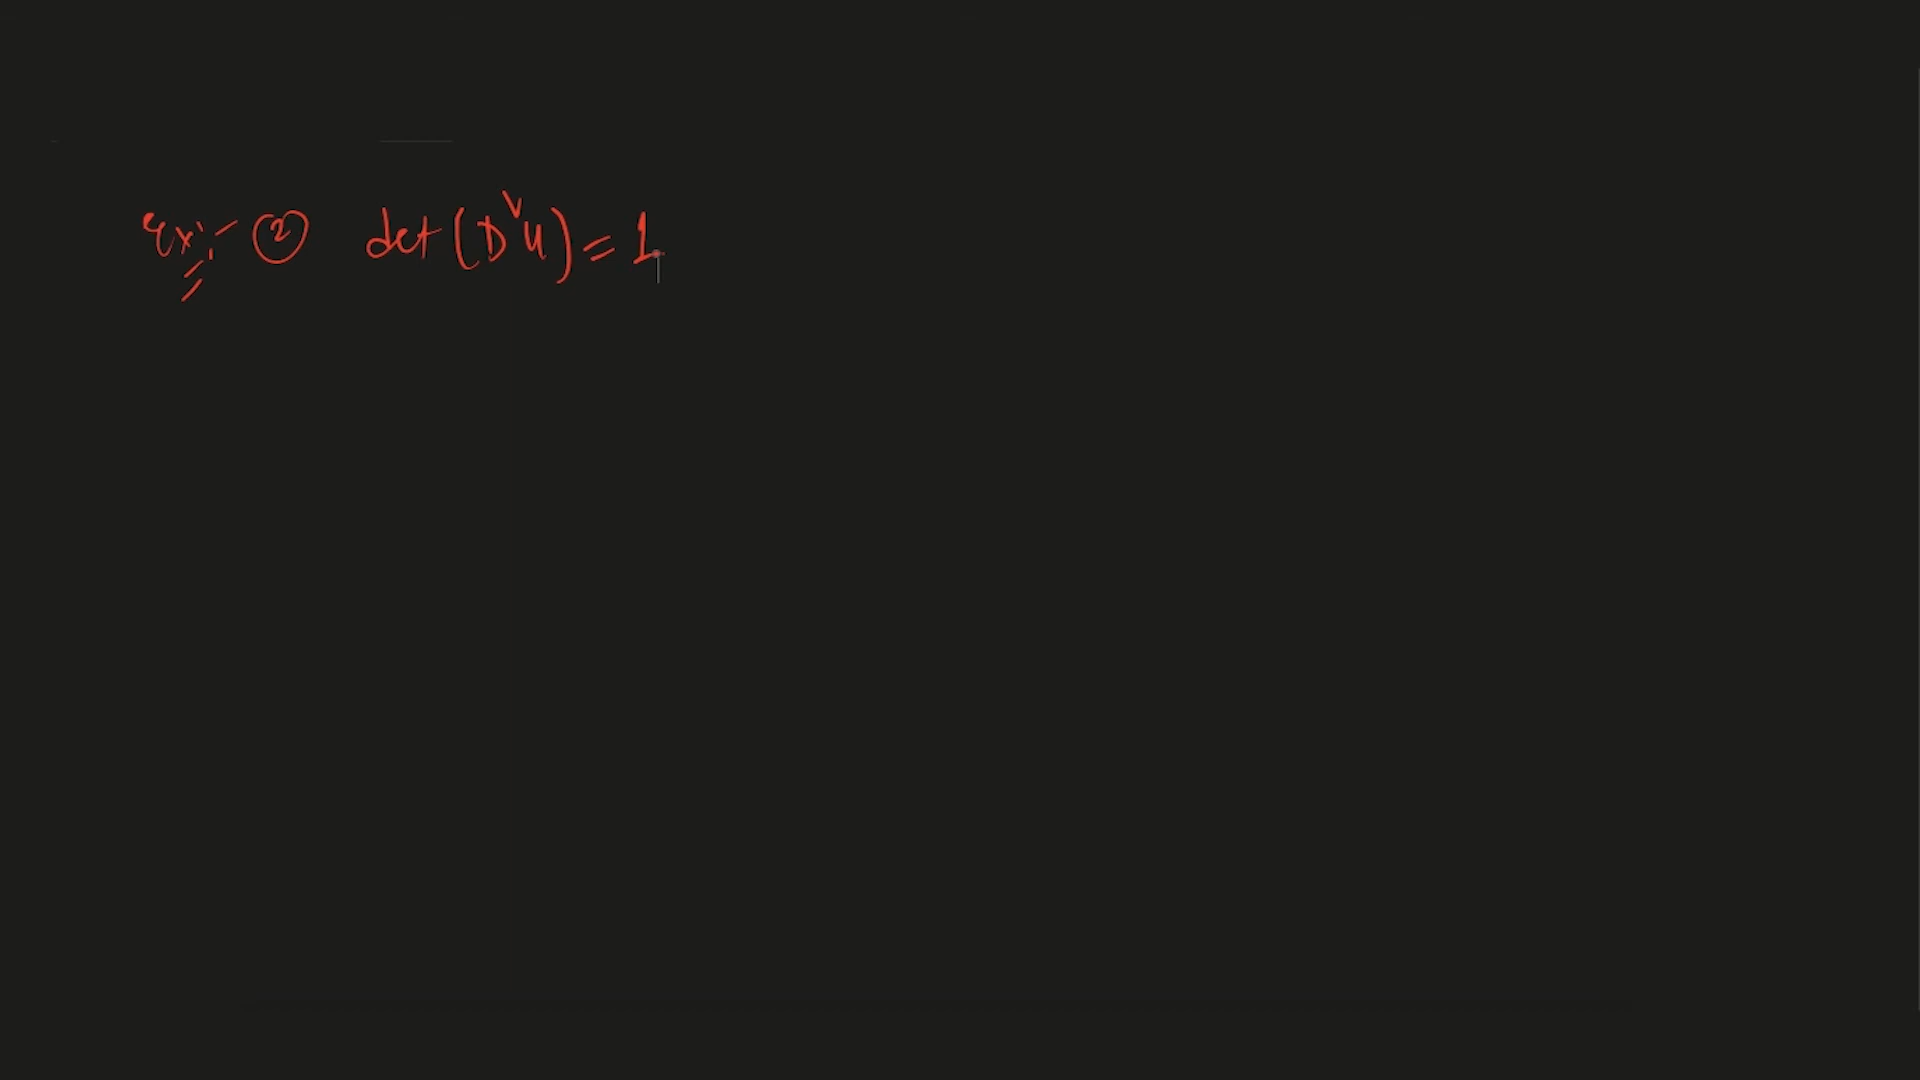 Ex:- ② det(D²u) = 1